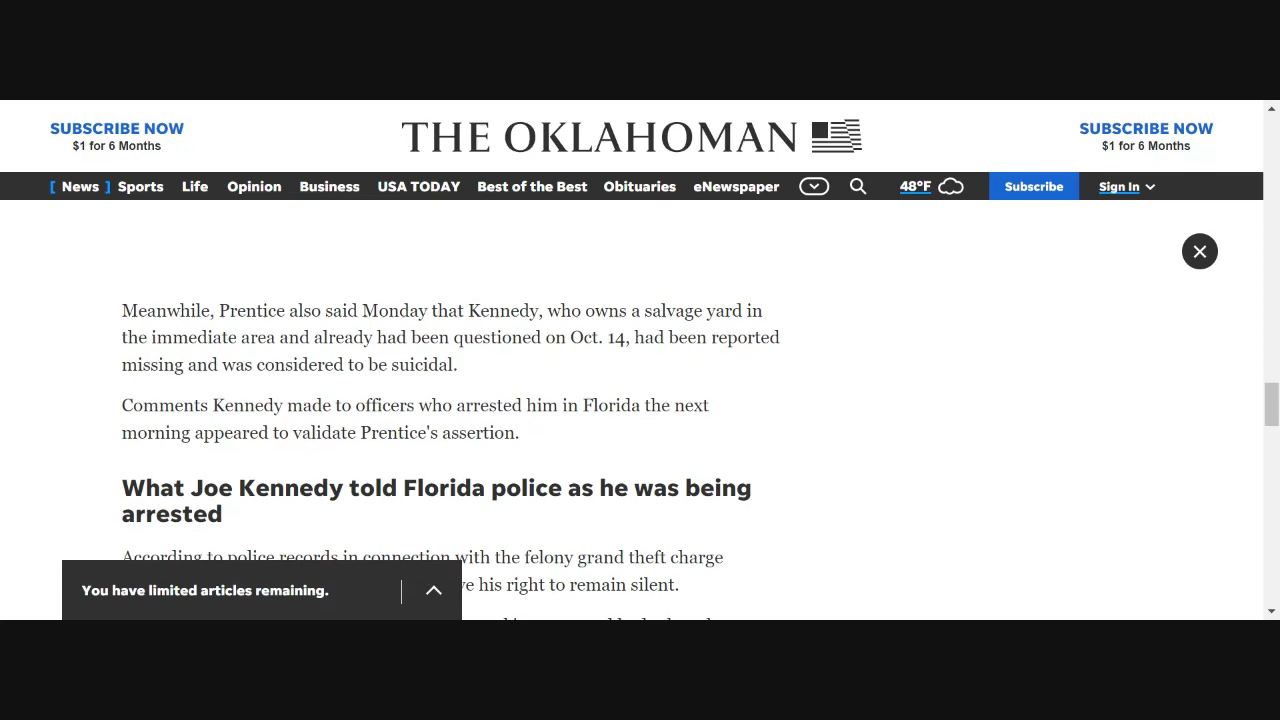 SUBSCRIBE NOW
$1 for 6 Months
THE OKLAHOMAN
SUBSCRIBE NOW
$1 for 6 Months
[ News ] Sports Life Opinion Business USA TODAY Best of the Best Obituaries eNewspaper 48°F Subscribe Sign In
Meanwhile, Prentice also said Monday that Kennedy, who owns a salvage yard in
the immediate area and already had been questioned on Oct. 14, had been reported
missing and was considered to be suicidal.
Comments Kennedy made to officers who arrested him in Florida the next
morning appeared to validate Prentice's assertion.
What Joe Kennedy told Florida police as he was being
arrested
According to police records in connection with the felony grand theft charge
his right to remain silent.
You have limited articles remaining.